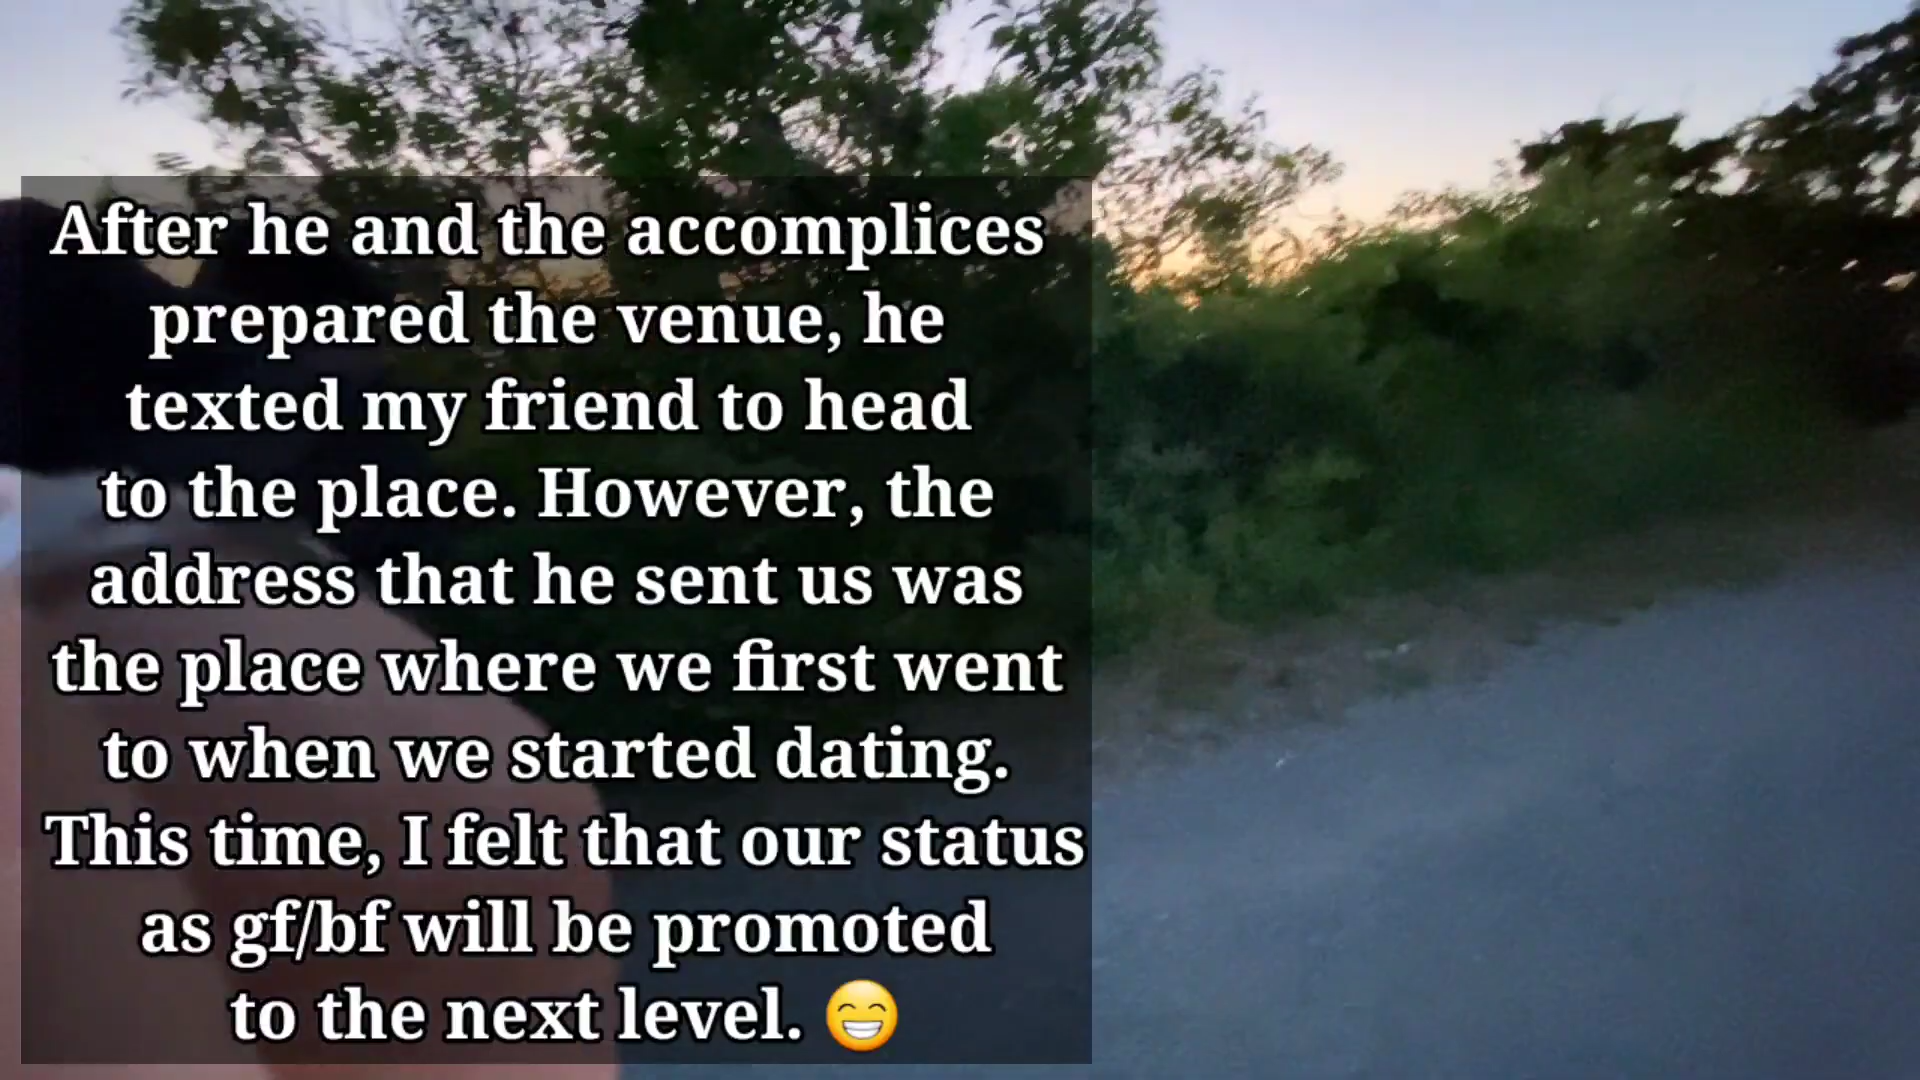 After he and the accomplices
prepared the venue, he
texted my friend to head
to the place. However, the
address that he sent us was
the place where we first went
to when we started dating.
This time, I felt that our status
as gf/bf will be promoted
to the next level. 😁